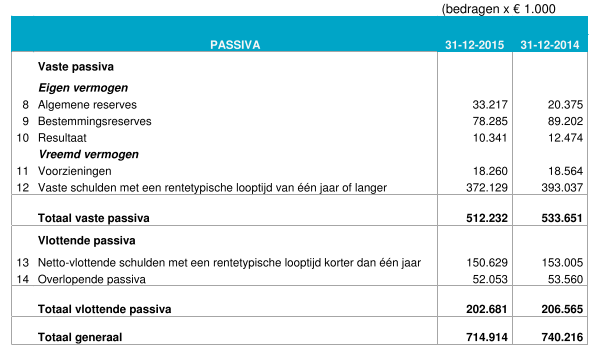 (bedragen x € 1.000
PASSIVA 31-12-2015 31-12-2014
Vaste passiva
Eigen vermogen
8 Algemene reserves 33.217 20.375
9 Bestemmingsreserves 78.285 89.202
10 Resultaat 10.341 12.474
Vreemd vermogen
11 Voorzieningen 18.260 18.564
12 Vaste schulden met een rentetypische looptijd van één jaar of langer 372.129 393.037
Totaal vaste passiva 512.232 533.651
Vlottende passiva
13 Netto-vlottende schulden met een rentetypische looptijd korter dan één jaar 150.629 153.005
14 Overlopende passiva 52.053 53.560
Totaal vlottende passiva 202.681 206.565
Totaal generaal 714.914 740.216